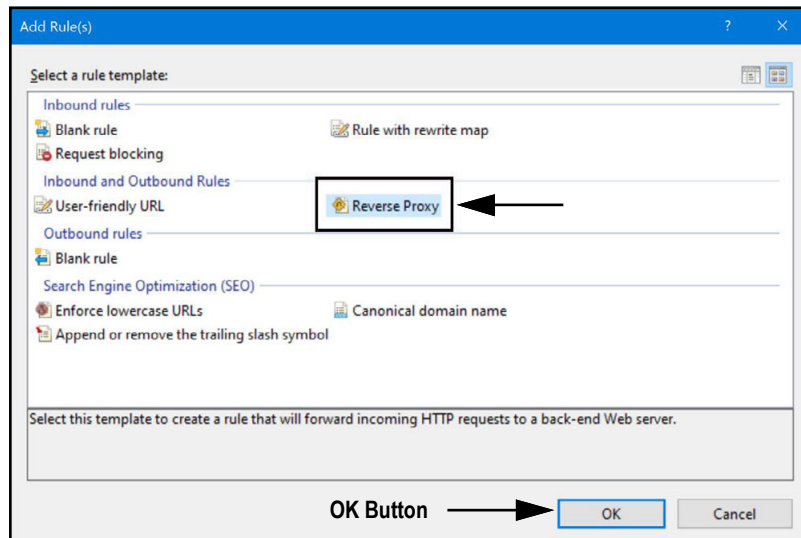 Add Rule(s)
?
Select a rule template:
Inbound rules
Blank rule
Rule with rewrite map
Request blocking
Inbound and Outbound Rules
User-friendly URL
Reverse Proxy
Outbound rules
Blank rule
Search Engine Optimization (SEO)
Enforce lowercase URLs
Canonical domain name
Append or remove the trailing slash symbol
Select this template to create a rule that will forward incoming HTTP requests to a back-end Web server.
OK Button
OK
Cancel